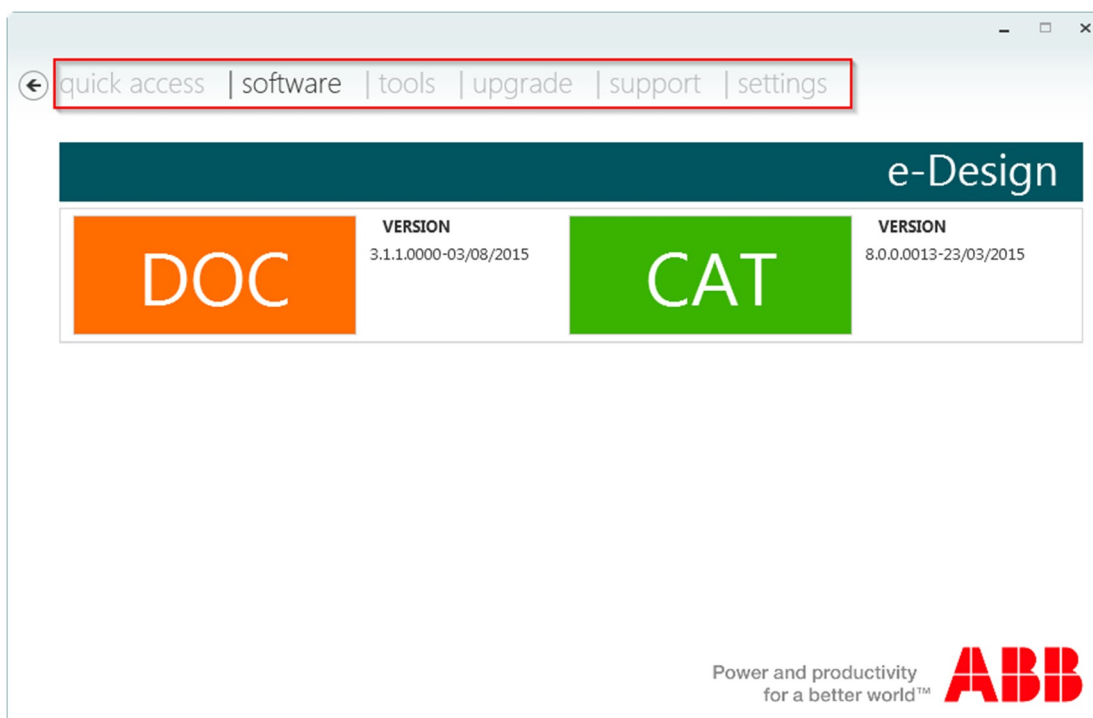 quick access | software | tools | upgrade | support | settings
e-Design
DOC
VERSION
3.1.1.0000-03/08/2015
CAT
VERSION
8.0.0.0013-23/03/2015
Power and productivity
for a better world™
ABB